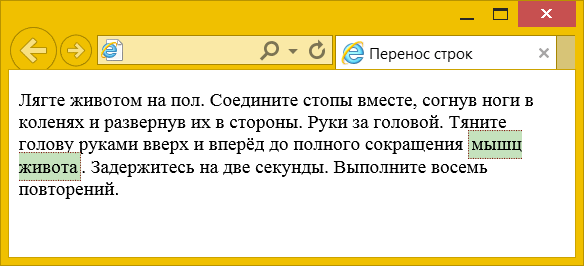 Перенос строк
Лягте животом на пол. Соедините стопы вместе, согнув ноги в
коленях и развернув их в стороны. Руки за головой. Тяните
голову руками вверх и вперёд до полного сокращения мышц
живота. Задержитесь на две секунды. Выполните восемь
повторений.